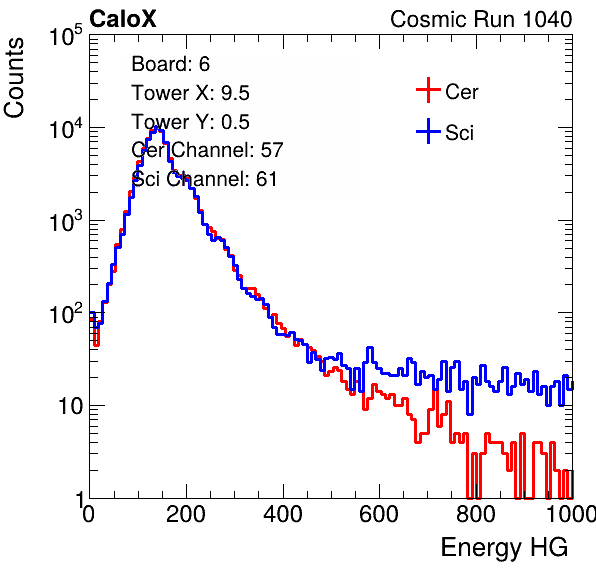 CaloX Cosmic Run 1040
Counts
Board: 6
Tower X: 9.5
Tower Y: 0.5
Cer Channel: 57
Sci Channel: 61
Cer
Sci
10^5
10^4
10^3
10^2
10
1
0 200 400 600 800 1000
Energy HG